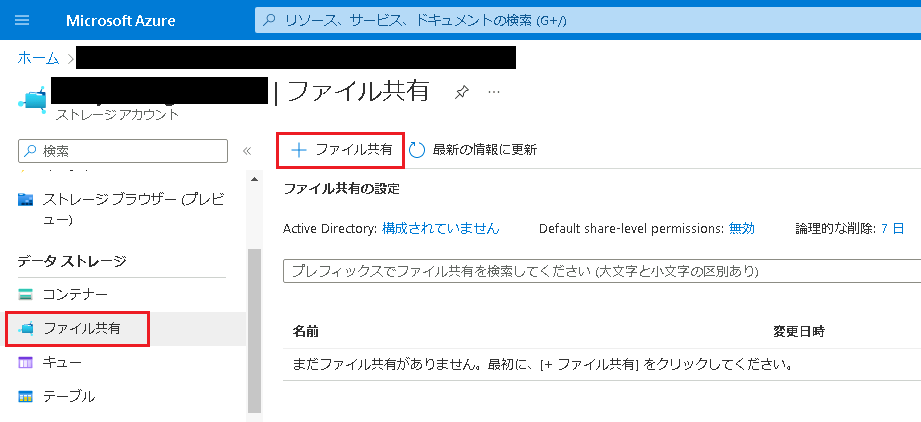 Microsoft Azure
リソース、サービス、ドキュメントの検索 (G+/)
ホーム >
| ファイル共有 ...
ストレージ アカウント
検索 «
+ ファイル共有 最新の情報に更新
ファイル共有の設定
ストレージ ブラウザー (プレビ
ュー)
Active Directory: 構成されていません Default share-level permissions: 無効 論理的な削除: 7 日
データ ストレージ
プレフィックスでファイル共有を検索してください (大文字と小文字の区別あり)
コンテナー
ファイル共有
名前 変更日時
キュー
まだファイル共有がありません。最初に、[+ ファイル共有] をクリックしてください。
テーブル